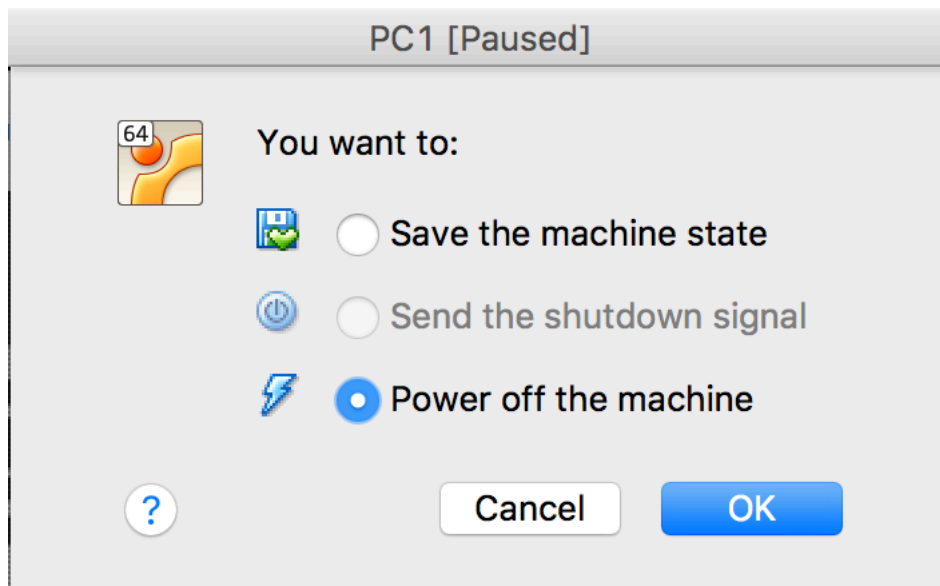 PC1 [Paused]
64
You want to:
Save the machine state
Send the shutdown signal
Power off the machine
?
Cancel
OK